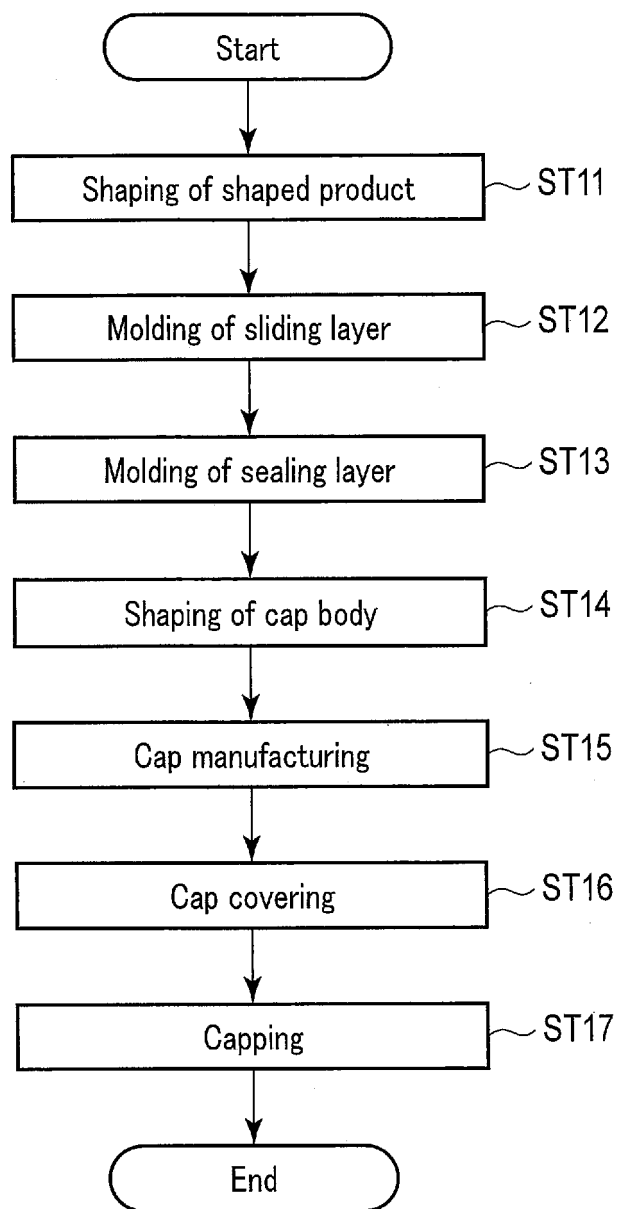 Start
Shaping of shaped product ST11
Molding of sliding layer ST12
Molding of sealing layer ST13
Shaping of cap body ST14
Cap manufacturing ST15
Cap covering ST16
Capping ST17
End